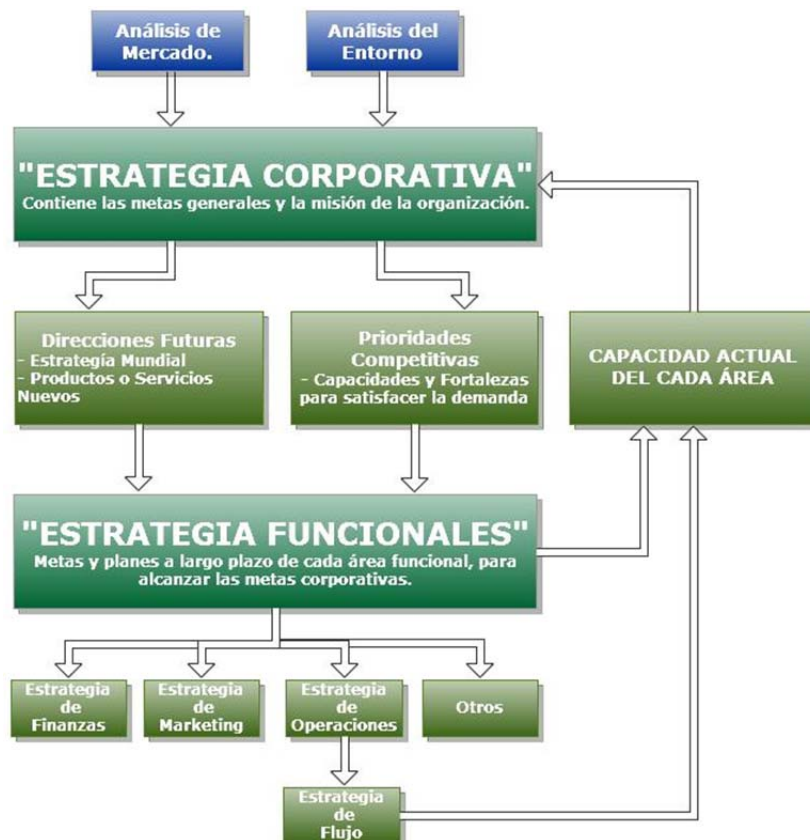 Análisis de
Mercado.
Análisis del
Entorno
"ESTRATEGIA CORPORATIVA"
Contiene las metas generales y la misión de la organización.
Direcciones Futuras
- Estrategía Mundial
- Productos o Servicios
Nuevos
Prioridades
Competitivas
- Capacidades y Fortalezas
para satisfacer la demanda
CAPACIDAD ACTUAL
DEL CADA ÁREA
"ESTRATEGIA FUNCIONALES"
Metas y planes a largo plazo de cada área funcional, para
alcanzar las metas corporativas.
Estrategia
de
Finanzas
Estrategia
de
Marketing
Estrategia
de
Operaciones
Otros
Estrategia
de
Flujo